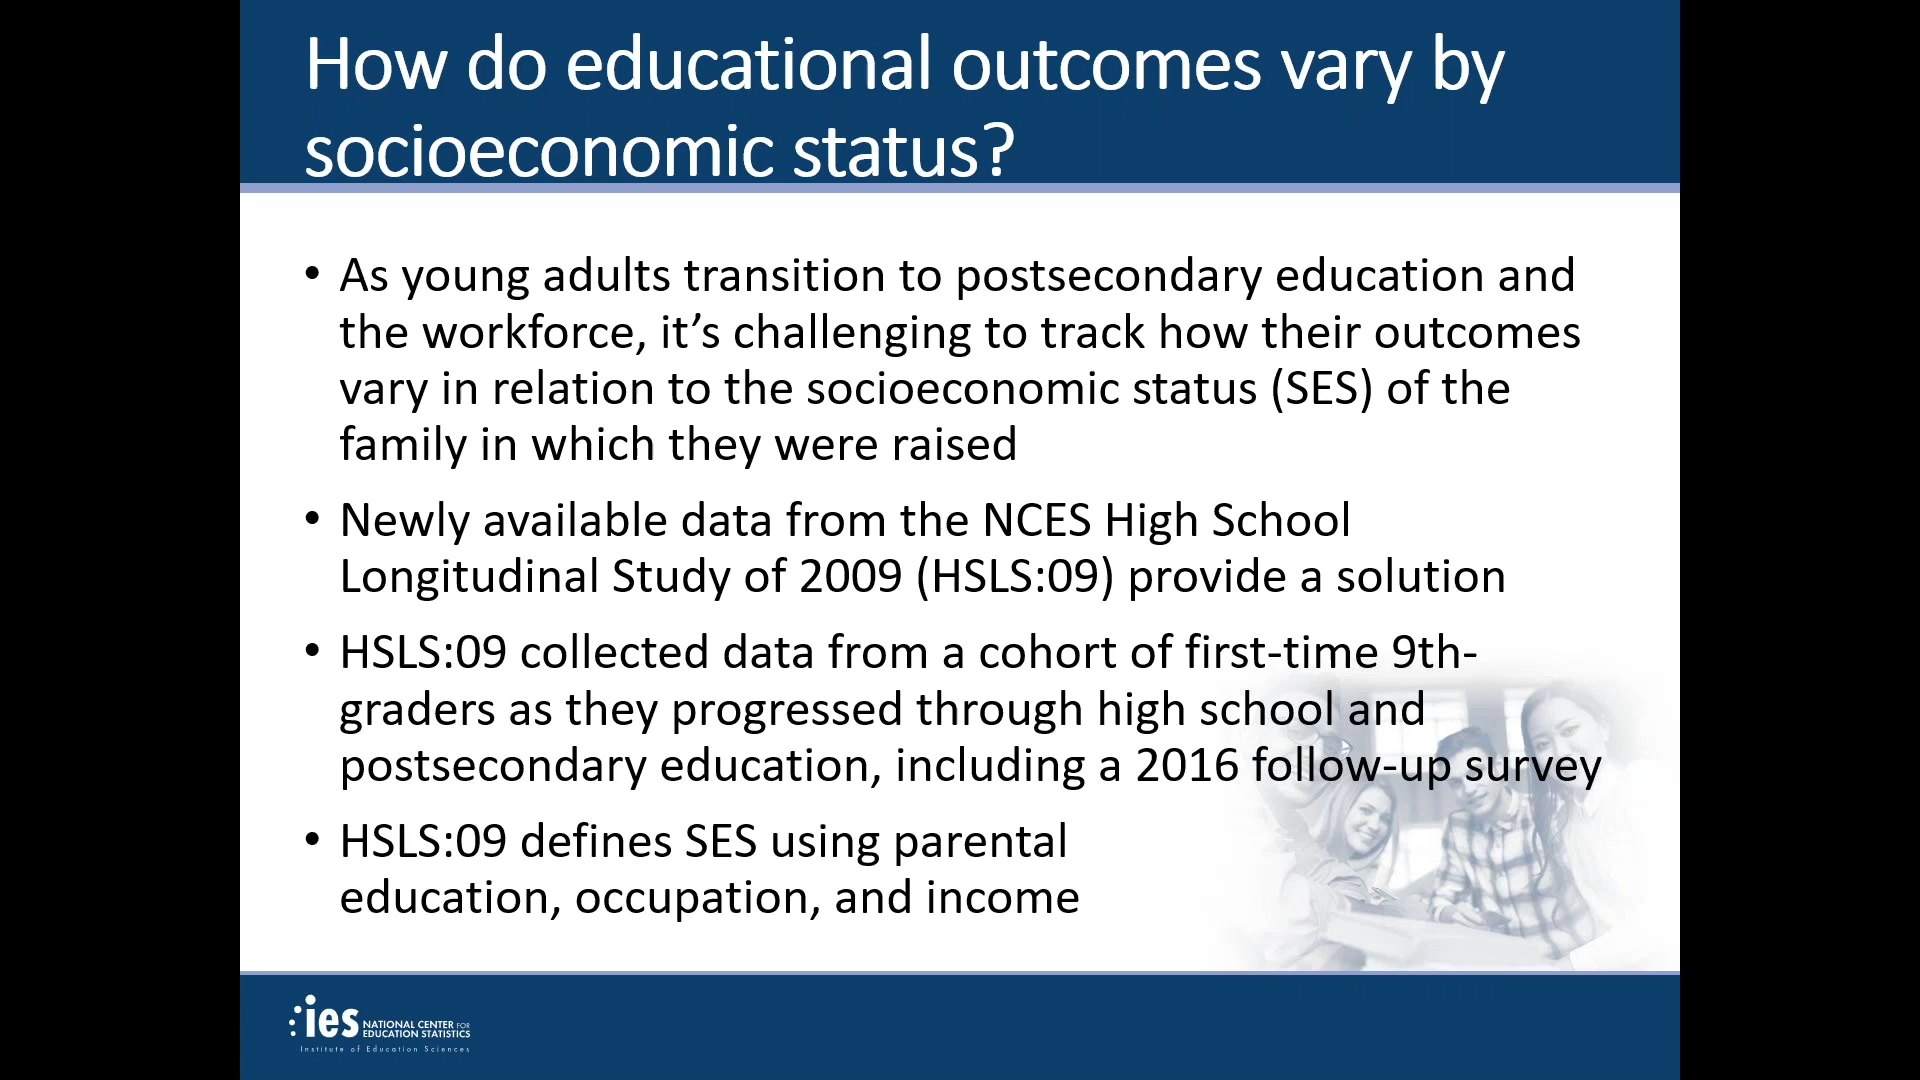 How do educational outcomes vary by
socioeconomic status?
• As young adults transition to postsecondary education and
the workforce, it’s challenging to track how their outcomes
vary in relation to the socioeconomic status (SES) of the
family in which they were raised
• Newly available data from the NCES High School
Longitudinal Study of 2009 (HSLS:09) provide a solution
• HSLS:09 collected data from a cohort of first-time 9th-
graders as they progressed through high school and
postsecondary education, including a 2016 follow-up survey
• HSLS:09 defines SES using parental
education, occupation, and income
ies NATIONAL CENTER FOR
EDUCATION STATISTICS
Institute of Education Sciences